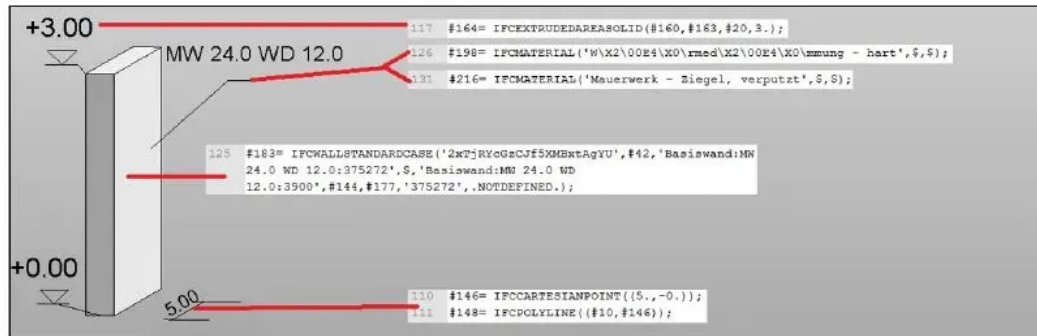 +3.00
117 #164= IFCEXTRUDEDAREASOLID(#160,#163,#20,3.);
MW 24.0 WD 12.0
126 #198= IFCMATERIAL('W\X2\00E4\X0\rmed\X2\00E4\X0\mmung - hart',$,$);
131 #216= IFCMATERIAL('Mauerwerk - Ziegel, verputzt',$,$);
125 #183= IFCWALLSTANDARDCASE('2xTjRYcGzCJf5XMBxtAgYU',#42,'Basiswand:MW
24.0 WD 12.0:375272',$,'Basiswand:MW 24.0 WD
12.0:3900',#144,#177,'375272',.NOTDEFINED.);
+0.00
5.00
110 #146= IFCCARTESIANPOINT((5.,-0.));
111 #148= IFCPOLYLINE((#10,#146));